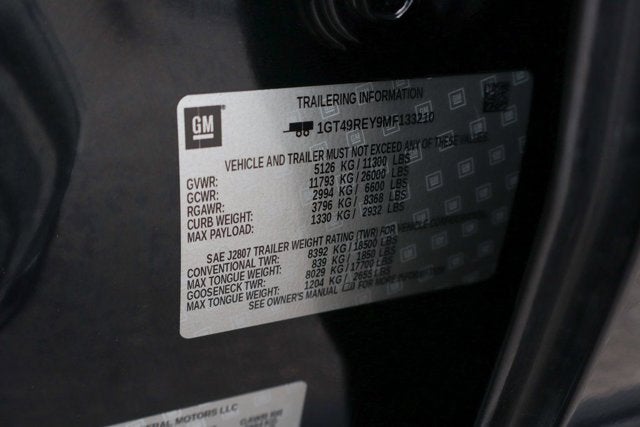 GM
TRAILERING INFORMATION
1GT49REY9MF133210
VEHICLE AND TRAILER MUST NOT EXCEED ANY OF THESE VALUES
GVWR: 5126 KG / 11300 LBS
GCWR: 11793 KG / 26000 LBS
RGAWR: 2994 KG / 6600 LBS
CURB WEIGHT: 3796 KG / 8368 LBS
MAX PAYLOAD: 1330 KG / 2932 LBS
SAE J2807 TRAILER WEIGHT RATING (TWR) FOR VEHICLE CONFIGURATION
CONVENTIONAL TWR: 8392 KG / 18500 LBS
MAX TONGUE WEIGHT: 839 KG / 1850 LBS
GOOSENECK TWR: 8029 KG / 17700 LBS
MAX TONGUE WEIGHT: 1204 KG / 2655 LBS
SEE OWNER'S MANUAL FOR MORE INFORMATION
MOTORS LLC